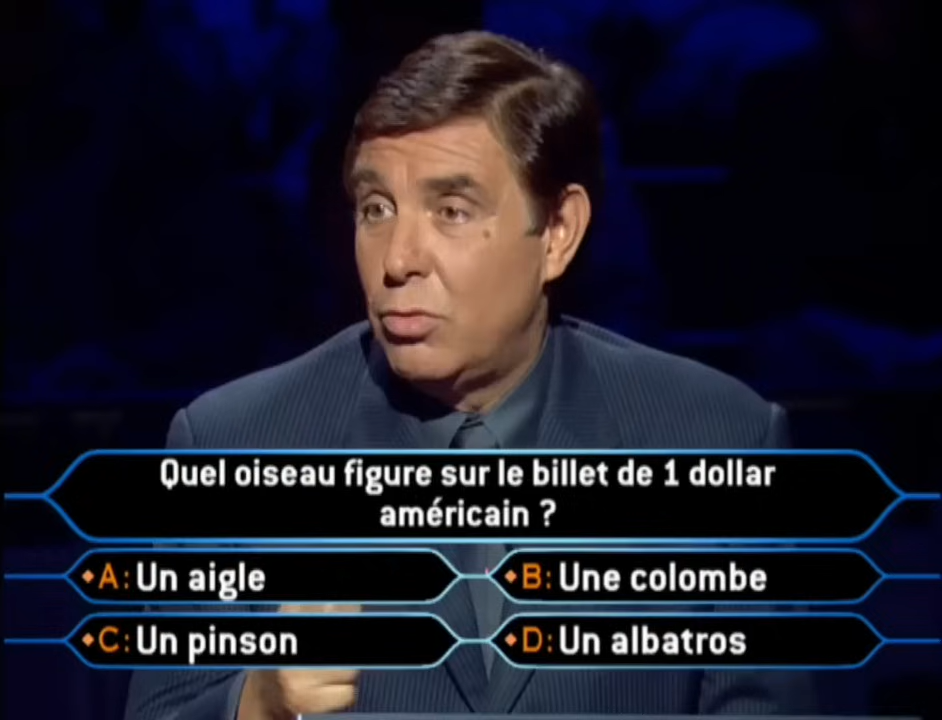 Quel oiseau figure sur le billet de 1 dollar
américain ?
A: Un aigle
B: Une colombe
C: Un pinson
D: Un albatros